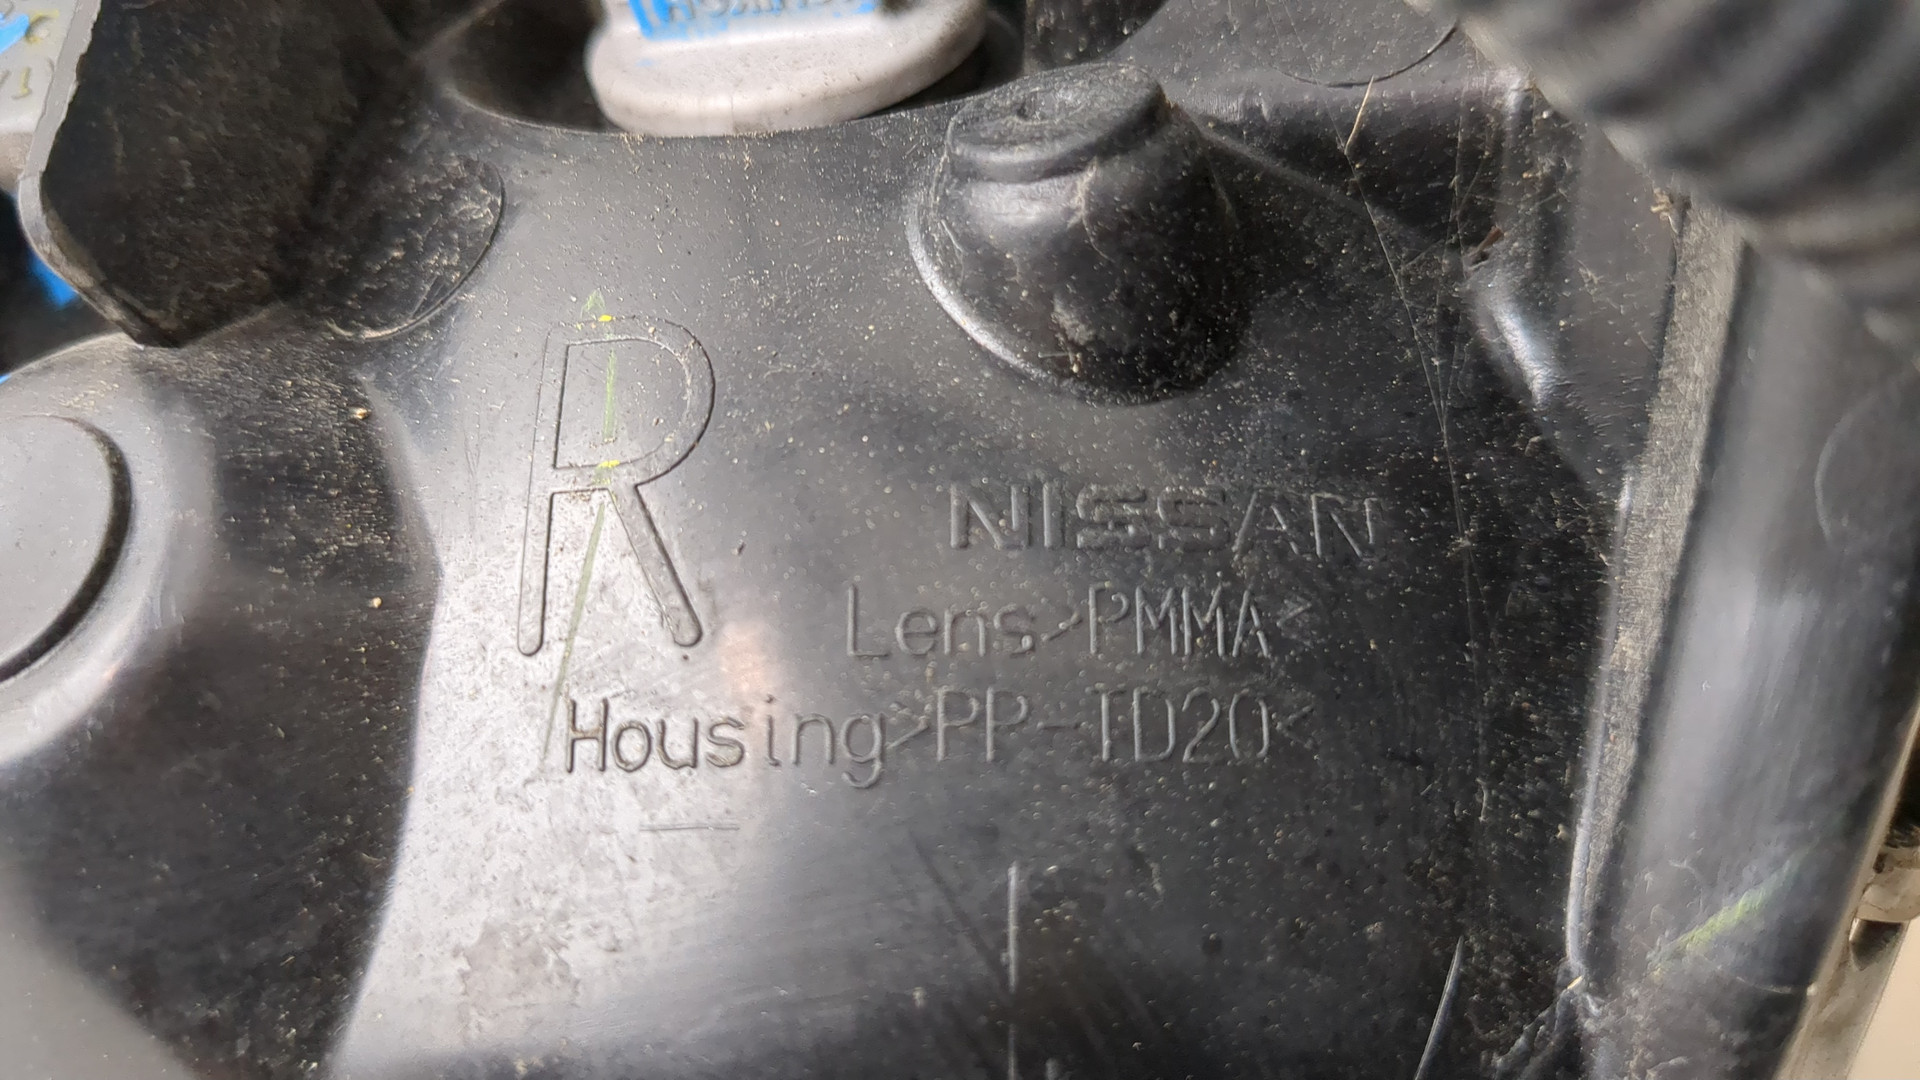 R
NISSAN
Lens>PMMA<
Housing>PP-TD20<